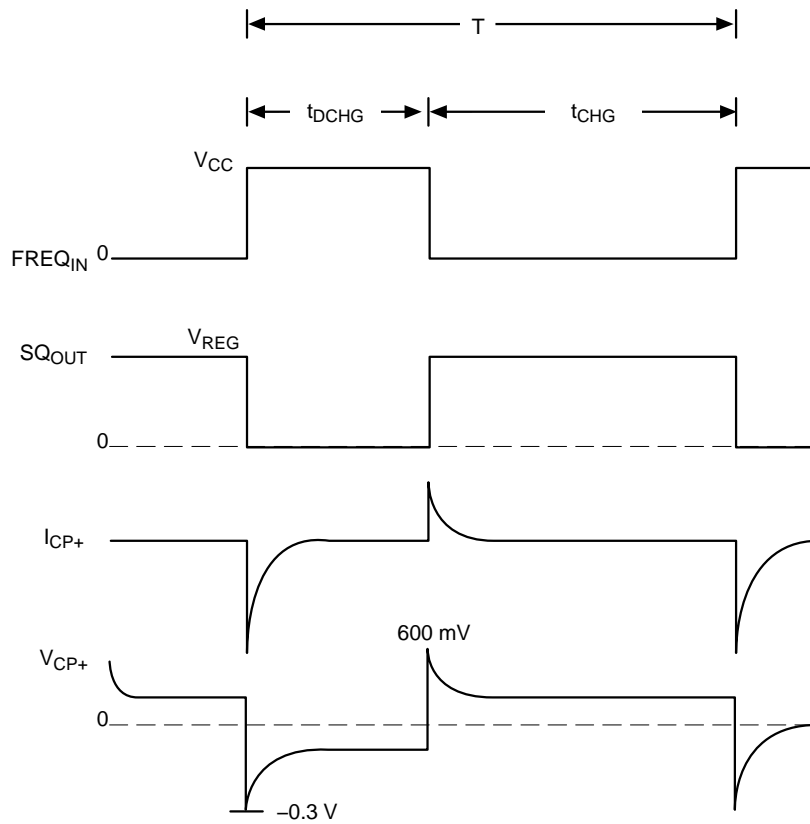 T
tDCHG
tCHG
VCC
0
FREQIN
VREG
SQOUT
0
ICP+
600 mV
VCP+
0
−0.3 V